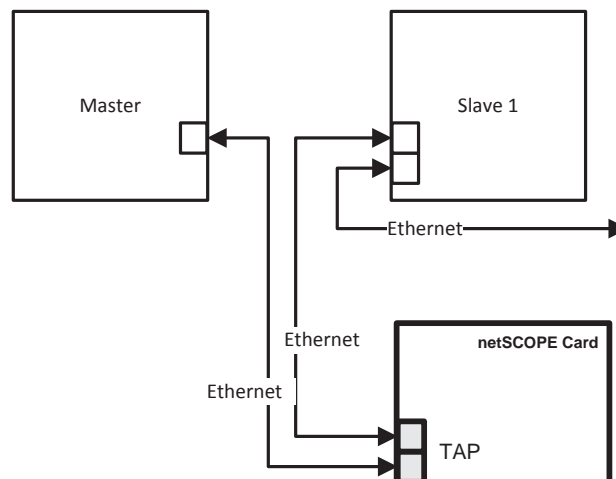 Master
Slave 1
Ethernet
netSCOPE Card
Ethernet
Ethernet
TAP